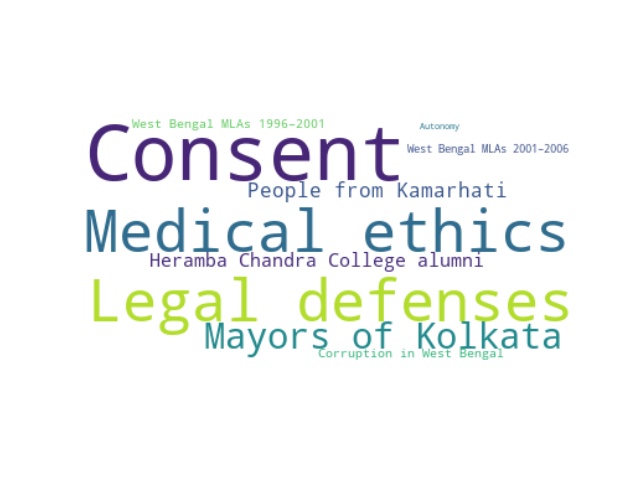 West Bengal MLAs 1996–2001
Autonomy
Consent
West Bengal MLAs 2001–2006
People from Kamarhati
Medical ethics
Heramba Chandra College alumni
Legal defenses
Mayors of Kolkata
Corruption in West Bengal